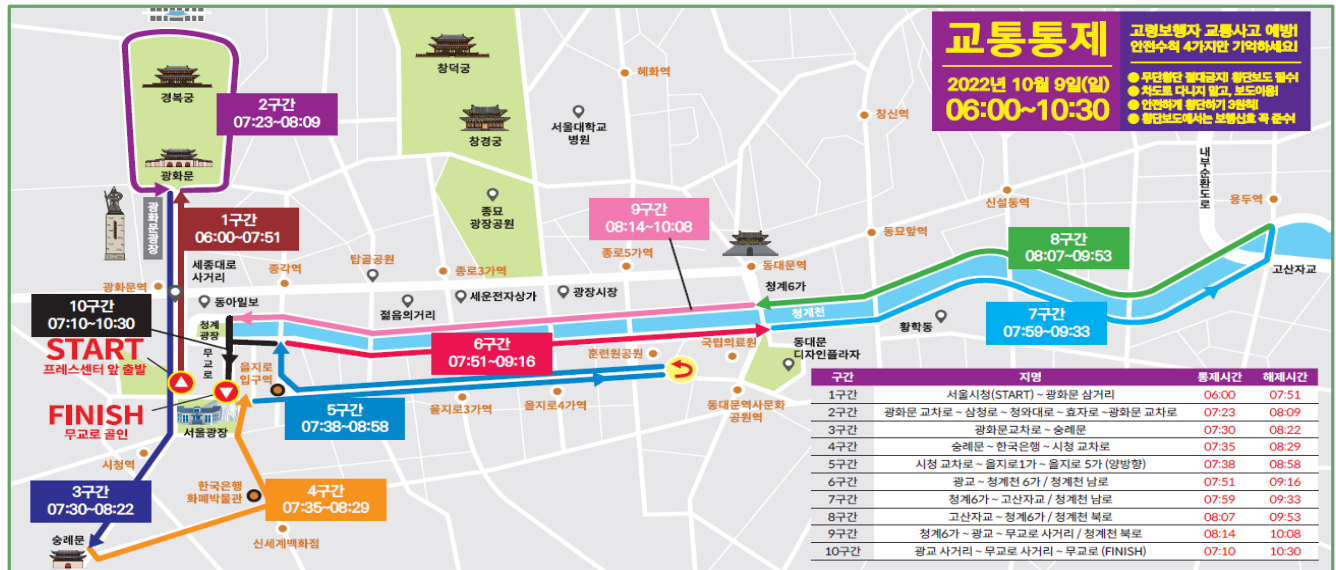 교통통제
2022년 10월 9일(일)
06:00~10:30
고령보행자 교통사고 예방!
안전수칙 4가지만 기억하세요!
● 무단횡단 절대금지! 횡단보도 필수!
● 차도로 다니지 말고, 보도이용!
● 안전하게 횡단하기 3원칙!
● 횡단보도에서는 보행신호 꼭 준수!
경복궁
2구간
07:23~08:09
광화문
창덕궁
창경궁
혜화역
서울대학교
병원
창신역
내부순환도로
종묘
광장공원
광화문광장
1구간
06:00~07:51
9구간
08:14~10:08
신설동역
용두역
동묘앞역
8구간
08:07~09:53
고산자교
세종대로
사거리
종각역
탑골공원
종로3가역
종로5가역
동대문역
광화문역
동아일보
젊음의거리
세운전자상가
광장시장
청계6가
청계천
10구간
07:10~10:30
청계
광장
무교로
START
프레스센터 앞 출발
6구간
07:51~09:16
황학동
7구간
07:59~09:33
을지로
입구역
훈련원공원
국립의료원
동대문
디자인플라자
FINISH
무교로 골인
서울광장
5구간
07:38~08:58
을지로3가역
을지로4가역
동대문역사문화
공원역
시청역
3구간
07:30~08:22
한국은행
화폐박물관
4구간
07:35~08:29
숭례문
신세계백화점
구간 지명 통제시간 해제시간
1구간 서울시청(START) ~ 광화문 삼거리 06:00 07:51
2구간 광화문 교차로 ~ 삼청로 ~ 청와대로 ~ 효자로 ~광화문 교차로 07:23 08:09
3구간 광화문교차로 ~ 숭례문 07:30 08:22
4구간 숭례문 ~ 한국은행 ~ 시청 교차로 07:35 08:29
5구간 시청 교차로 ~ 을지로1가 ~ 을지로 5가 (양방향) 07:38 08:58
6구간 광교 ~ 청계천 6가 / 청계천 남로 07:51 09:16
7구간 청계6가 ~ 고산자교 / 청계천 남로 07:59 09:33
8구간 고산자교 ~ 청계6가 / 청계천 북로 08:07 09:53
9구간 청계6가 ~ 광교 ~ 무교로 사거리 / 청계천 북로 08:14 10:08
10구간 광교 사거리 ~ 무교로 사거리 ~ 무교로 (FINISH) 07:10 10:30